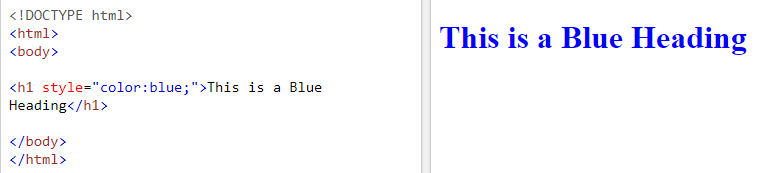 <!DOCTYPE html>
<html>
<body>
<h1 style="color:blue;">This is a Blue
Heading</h1>
</body>
</html>
This is a Blue Heading